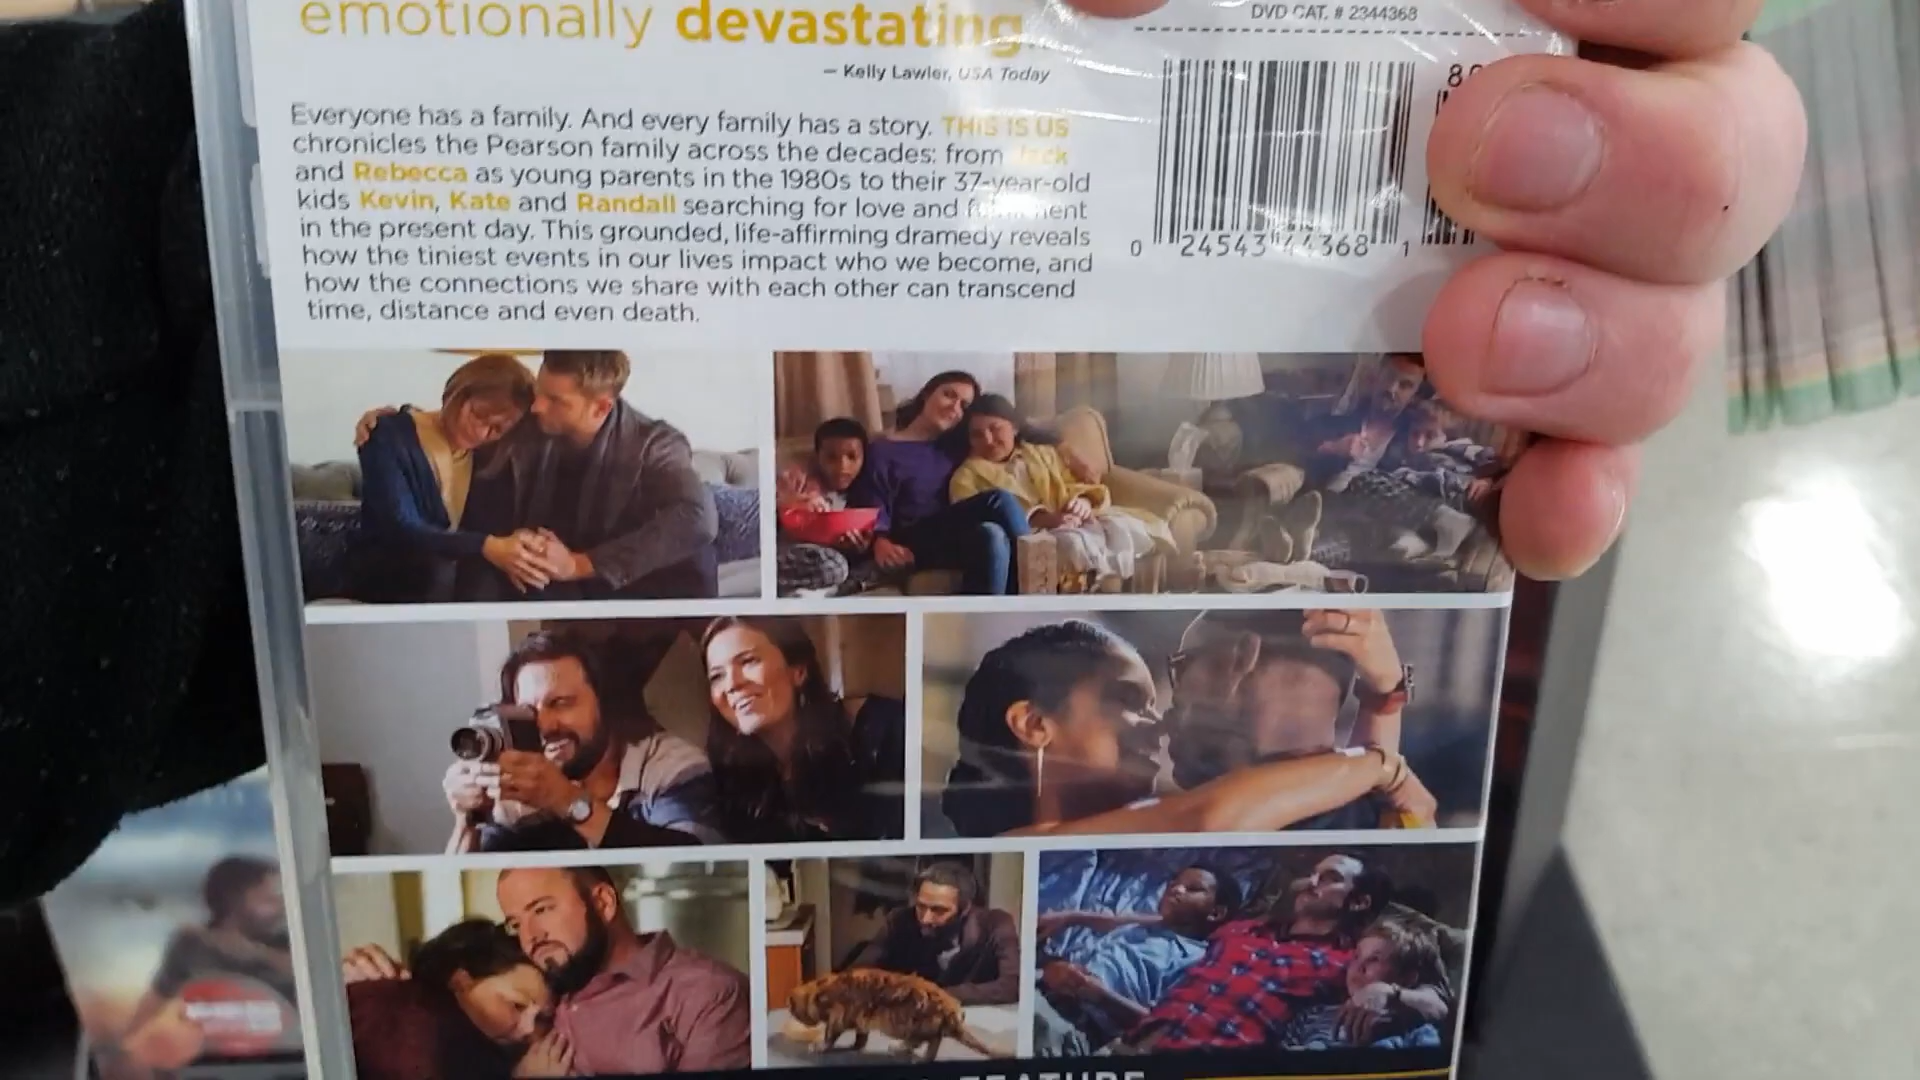 emotionally devastating
DVD CAT. # 2344368
— Kelly Lawler, USA Today
Everyone has a family. And every family has a story. THIS IS US
chronicles the Pearson family across the decades: from Jack
and Rebecca as young parents in the 1980s to their 37-year-old
kids Kevin, Kate and Randall searching for love and
in the present day. This grounded, life-affirming dramedy reveals
how the tiniest events in our lives impact who we become, and
how the connections we share with each other can transcend
time, distance and even death.
0 24543 44368 1
FEATURE